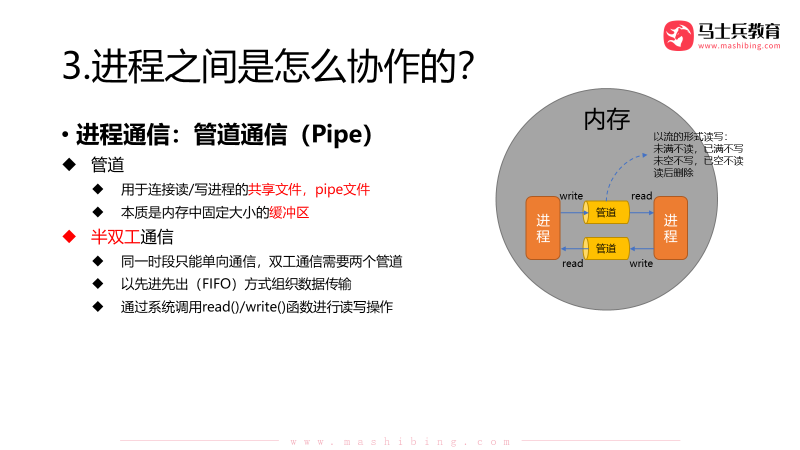 马士兵教育
www.mashibing.com
3.进程之间是怎么协作的?
• 进程通信：管道通信（Pipe）
◆ 管道
◆ 用于连接读/写进程的共享文件，pipe文件
◆ 本质是内存中固定大小的缓冲区
◆ 半双工通信
◆ 同一时段只能单向通信，双工通信需要两个管道
◆ 以先进先出（FIFO）方式组织数据传输
◆ 通过系统调用read()/write()函数进行读写操作
内存
以流的形式读写：
未满不读，已满不写
未空不写，已空不读
读后删除
write
read
进程
管道
进程
管道
read
write
www.mashibing.com